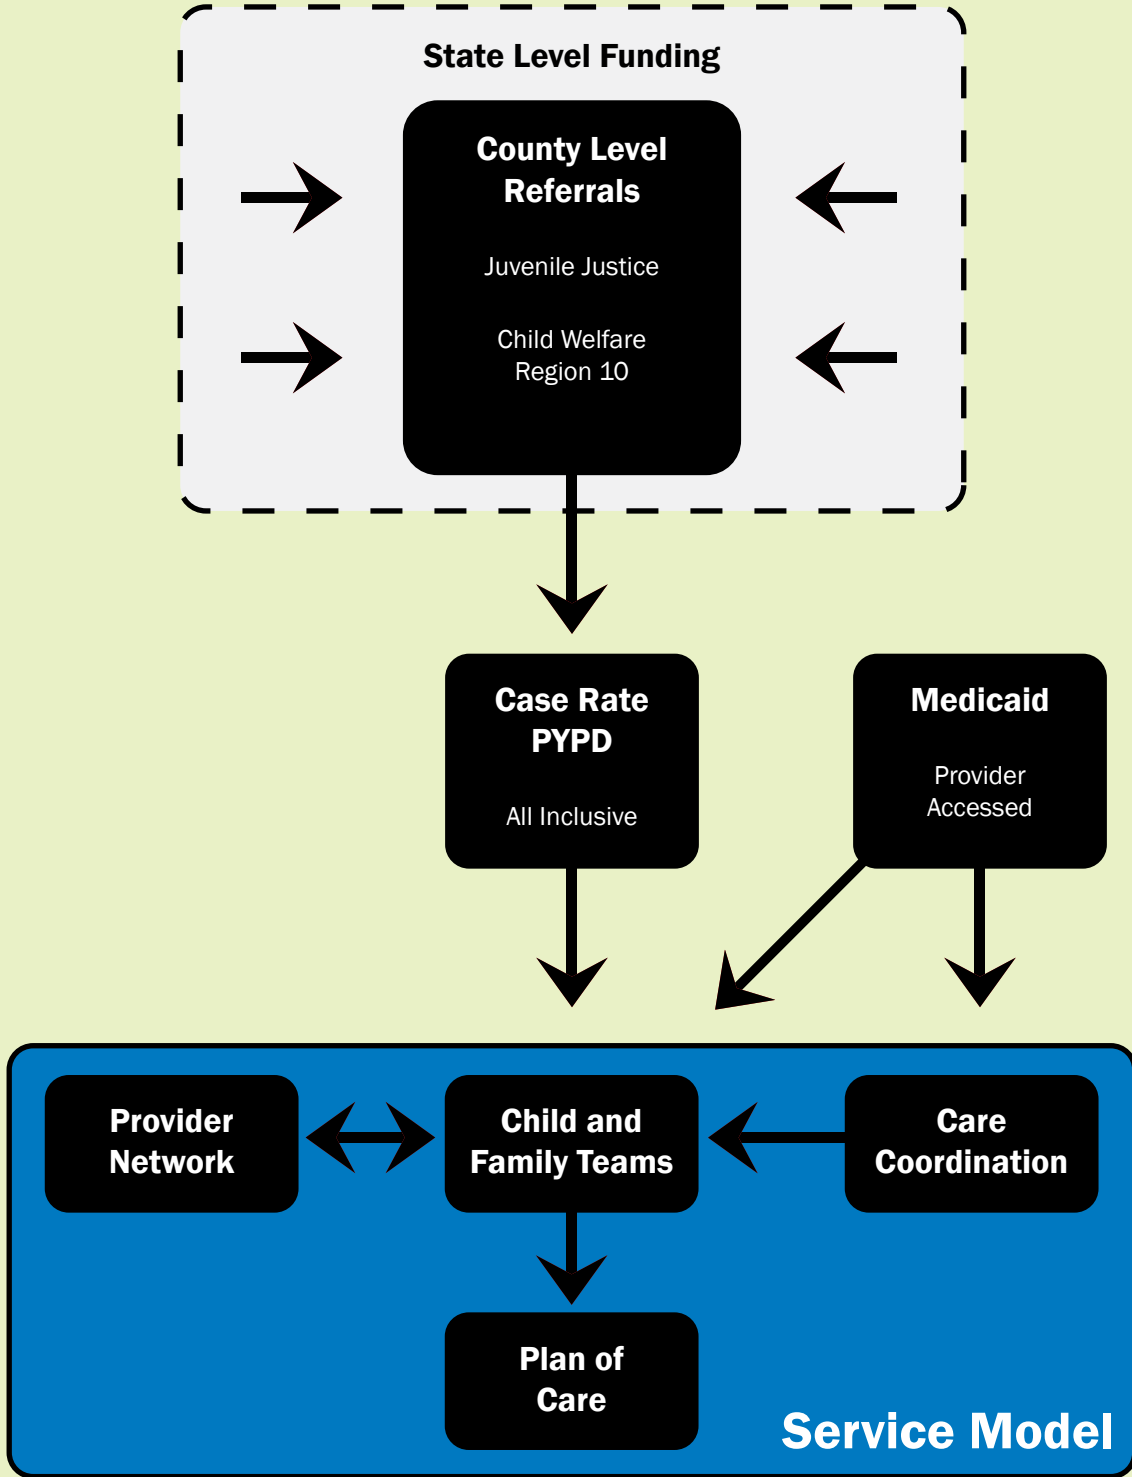 State Level Funding
County Level
Referrals
Juvenile Justice
Child Welfare
Region 10
Case Rate
PYPD
All Inclusive
Medicaid
Provider
Accessed
Provider
Network
Child and
Family Teams
Care
Coordination
Plan of
Care
Service Model